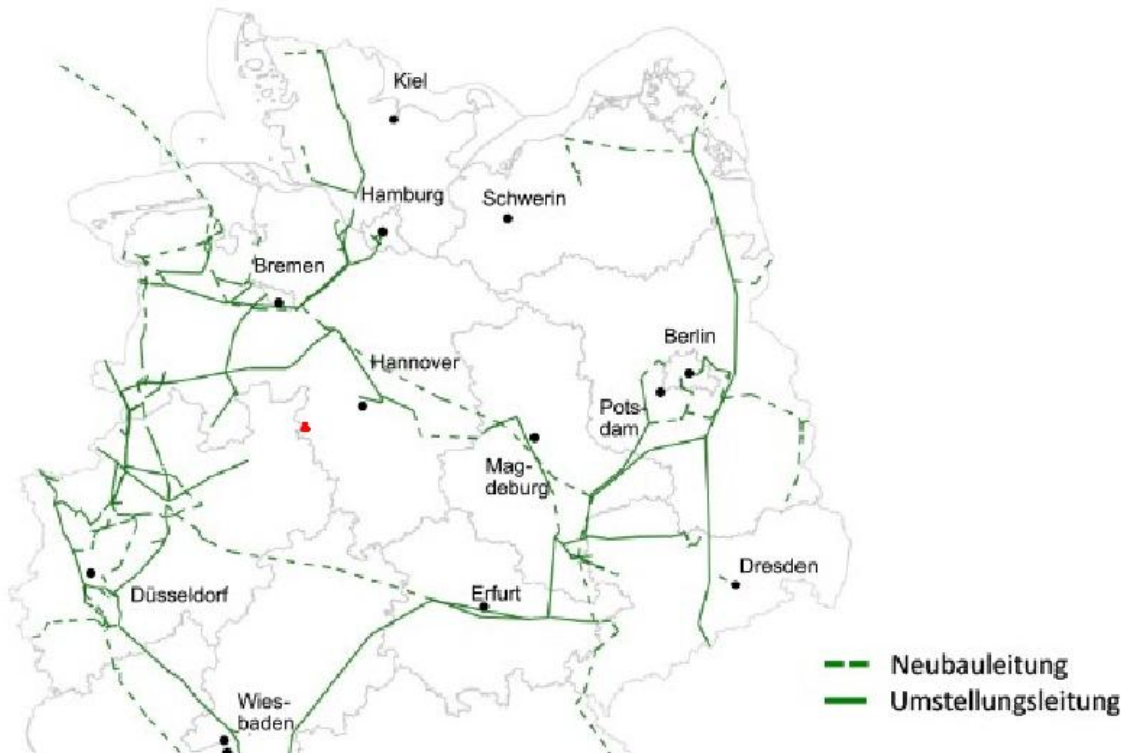 Kiel
Hamburg
Schwerin
Bremen
Berlin
Hannover
Pots-
dam
Mag-
deburg
Dresden
Düsseldorf
Erfurt
Neubauleitung
Umstellungsleitung
Wies-
baden